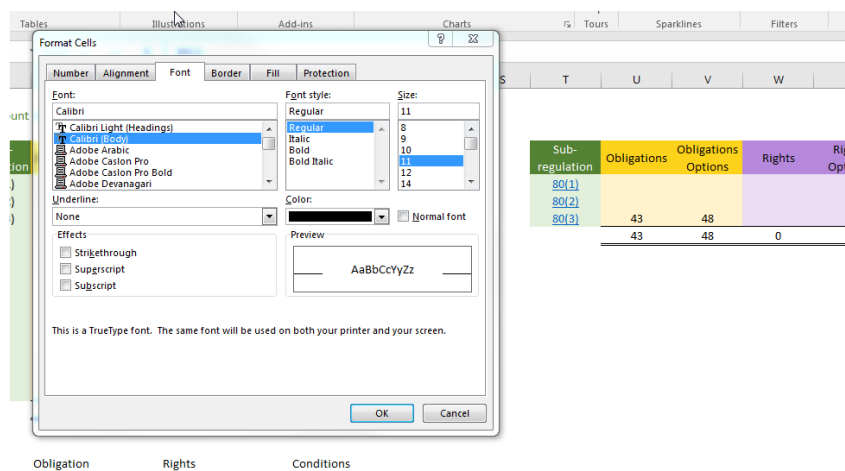 Tables Illustrations Add-ins Charts Tours Sparklines Filters
Format Cells
S T U V W
Number Alignment Font Border Fill Protection
Font: Font style: Size:
Calibri Regular 11
Calibri Light (Headings) Regular 8
Calibri (Body) Italic 9
Adobe Arabic Bold 10
Adobe Caslon Pro Bold Italic 11
Adobe Caslon Pro Bold 12
Adobe Devanagari 14
Underline: Color:
None Normal font
Effects Preview
Strikethrough
Superscript AaBbCcYyZz
Subscript
This is a TrueType font. The same font will be used on both your printer and your screen.
OK Cancel
Sub-regulation Obligations Obligations Options Rights
80(1)
80(2)
80(3) 43 48
43 48 0
Obligation Rights Conditions